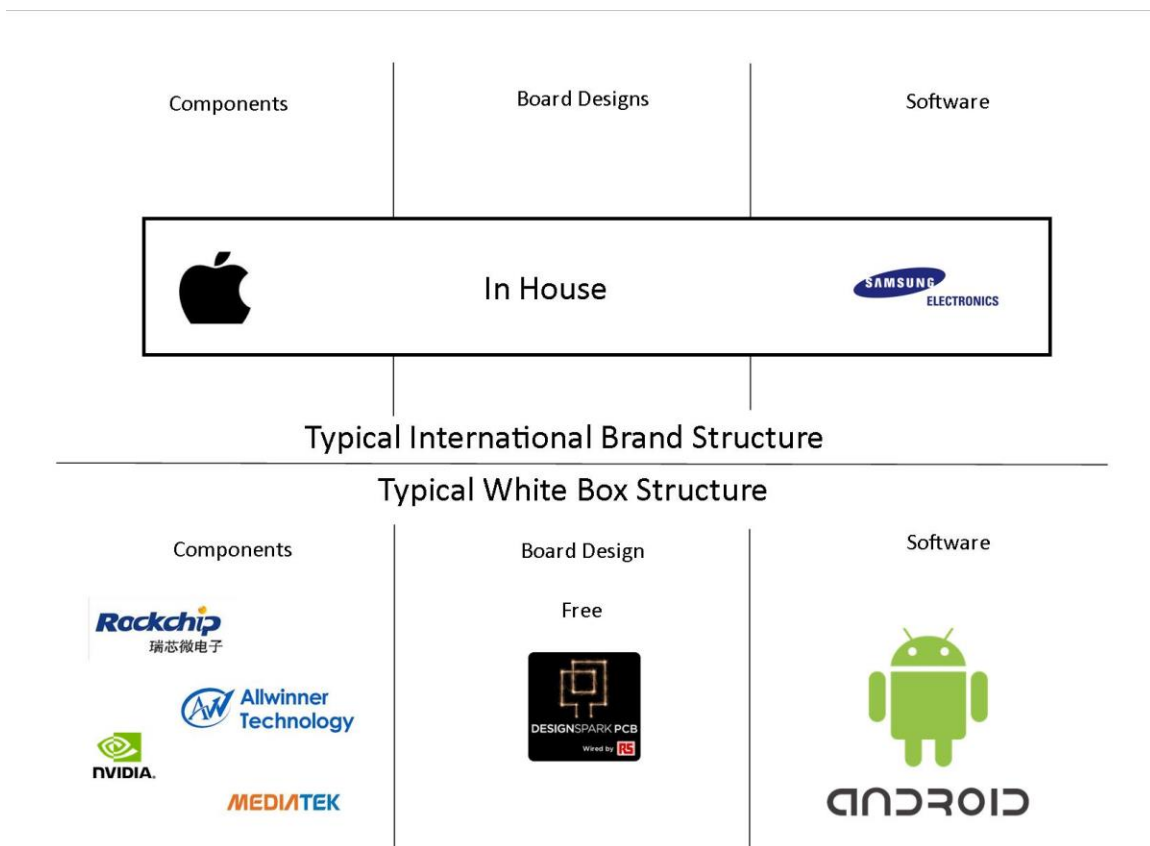 Components
Board Designs
Software
In House
SAMSUNG
ELECTRONICS
Typical International Brand Structure
Typical White Box Structure
Components
Board Design
Software
Free
Rockchip
瑞芯微电子
Allwinner
Technology
NVIDIA.
MEDIATEK
DESIGNSPARK PCB
Wired by RS
ANDROID